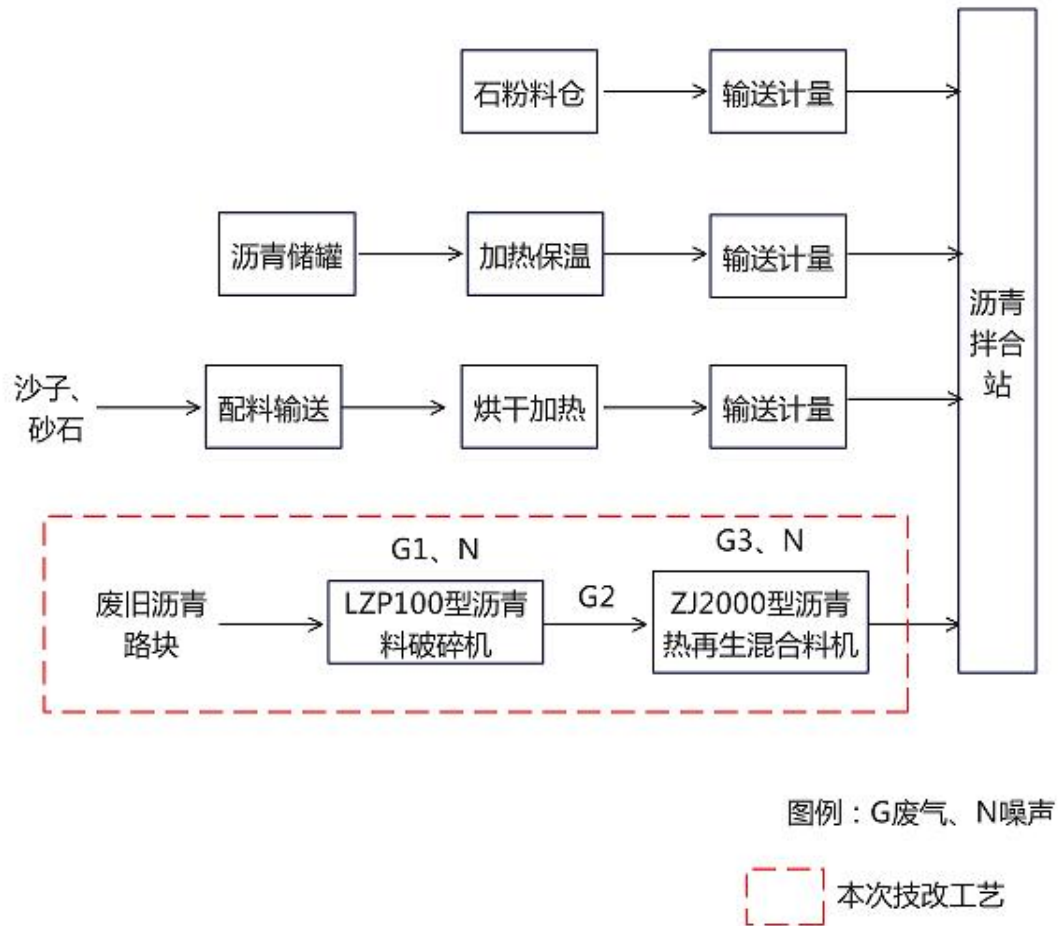 石粉料仓
输送计量
沥青储罐
加热保温
输送计量
沥青
拌合
站
沙子、
砂石
配料输送
烘干加热
输送计量
G1、N
G3、N
废旧沥青
路块
LZP100型沥青
料破碎机
G2
ZJ2000型沥青
热再生混合料机
图例：G废气、N噪声
本次技改工艺